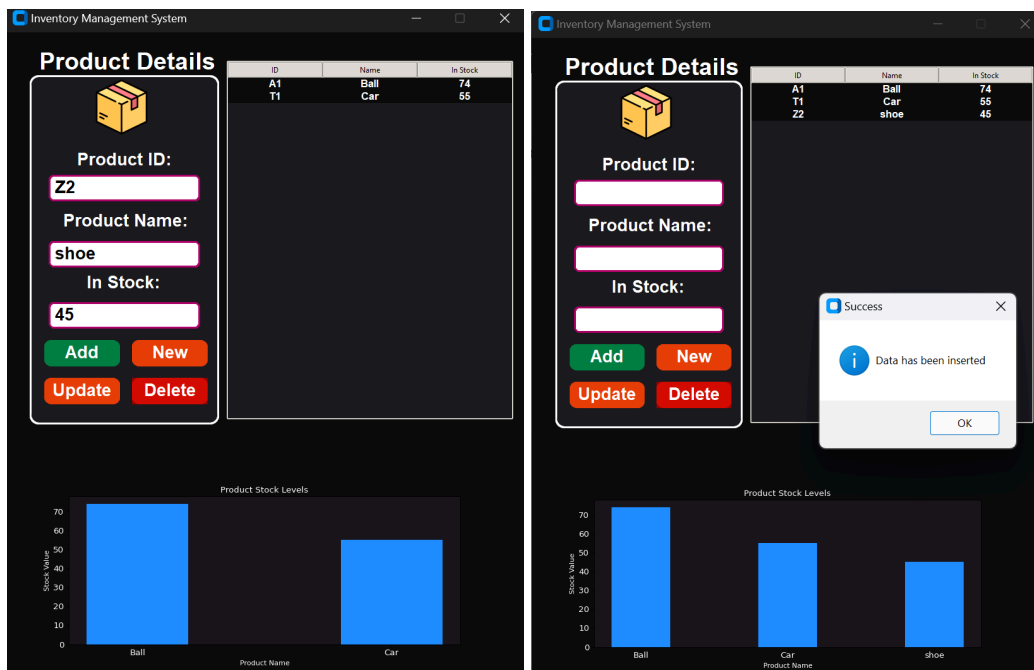 Inventory Management System
Product Details
Product ID:
Z2
Product Name:
shoe
In Stock:
45
Add New
Update Delete
ID Name In Stock
A1 Ball 74
T1 Car 55
Product Stock Levels
Stock Value
70
60
50
40
30
20
10
0
Ball Car
Product Name
Inventory Management System
Product Details
Product ID:
Product Name:
In Stock:
Add New
Update Delete
ID Name In Stock
A1 Ball 74
T1 Car 55
Z2 shoe 45
Success
Data has been inserted
OK
Product Stock Levels
Stock Value
70
60
50
40
30
20
10
0
Ball Car shoe
Product Name